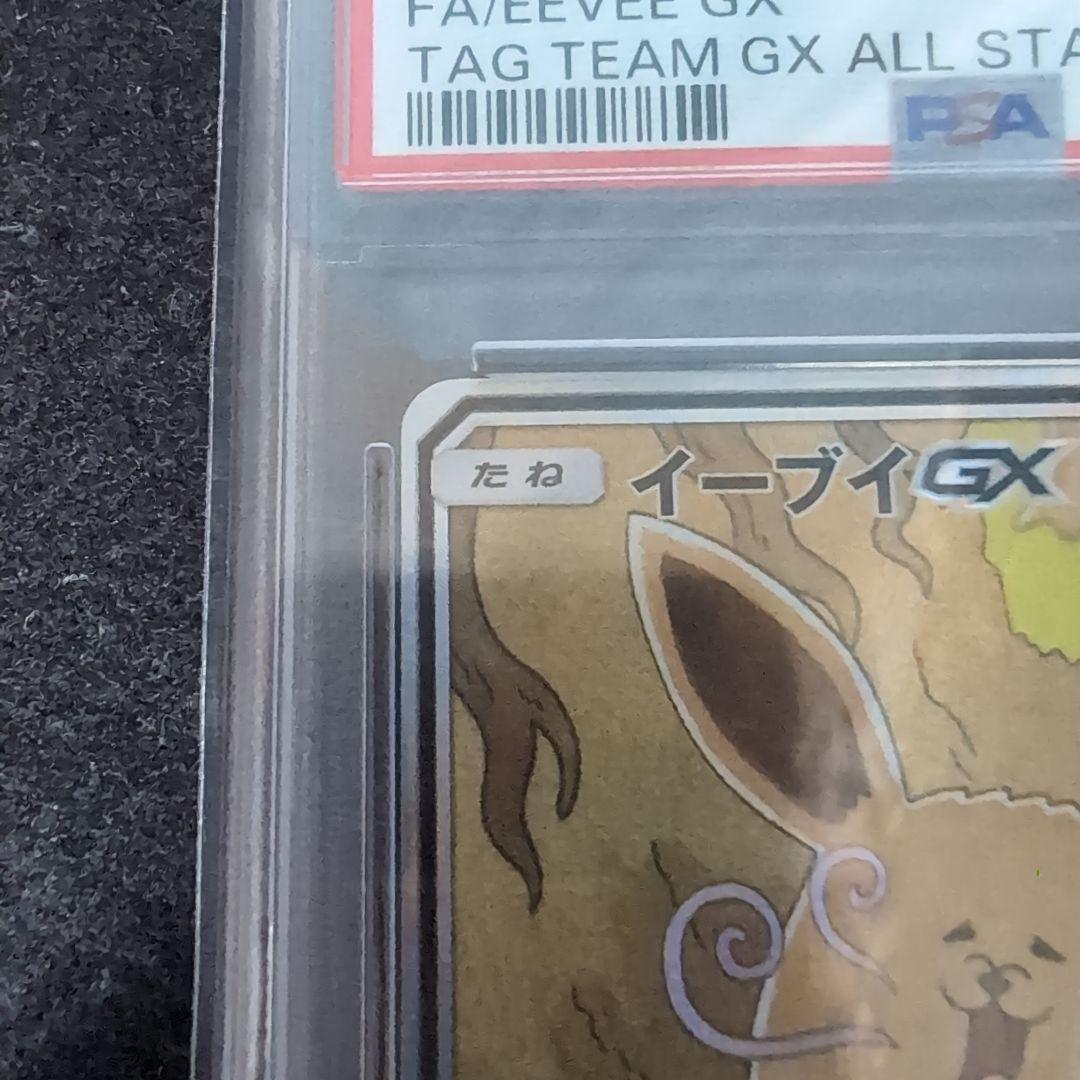 FA/EEVEE GX
TAG TEAM GX ALL STA
PSA
たね イーブイGX